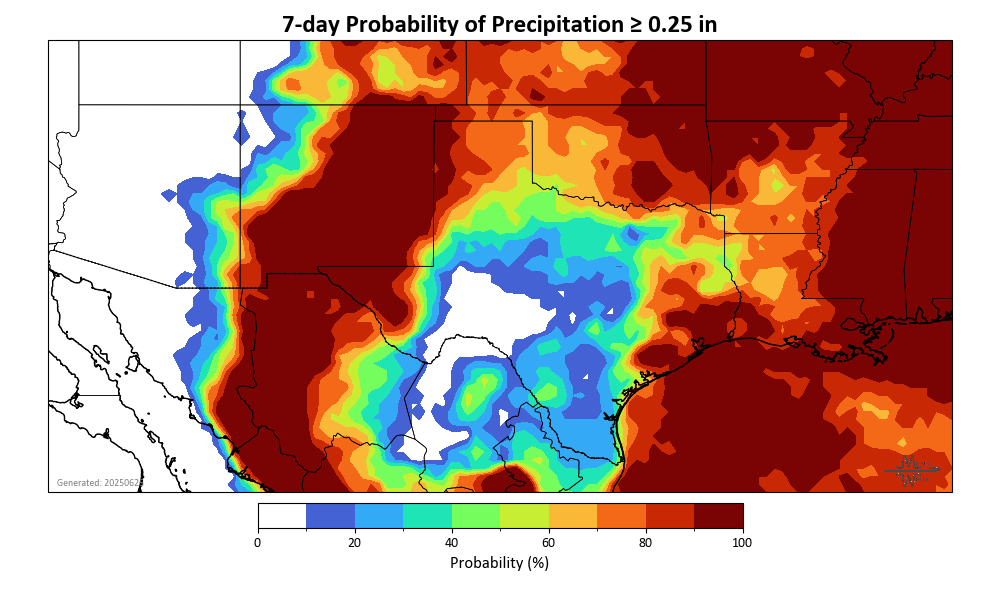 7-day Probability of Precipitation ≥ 0.25 in
Generated: 2025062
0 20 40 60 80 100
Probability (%)